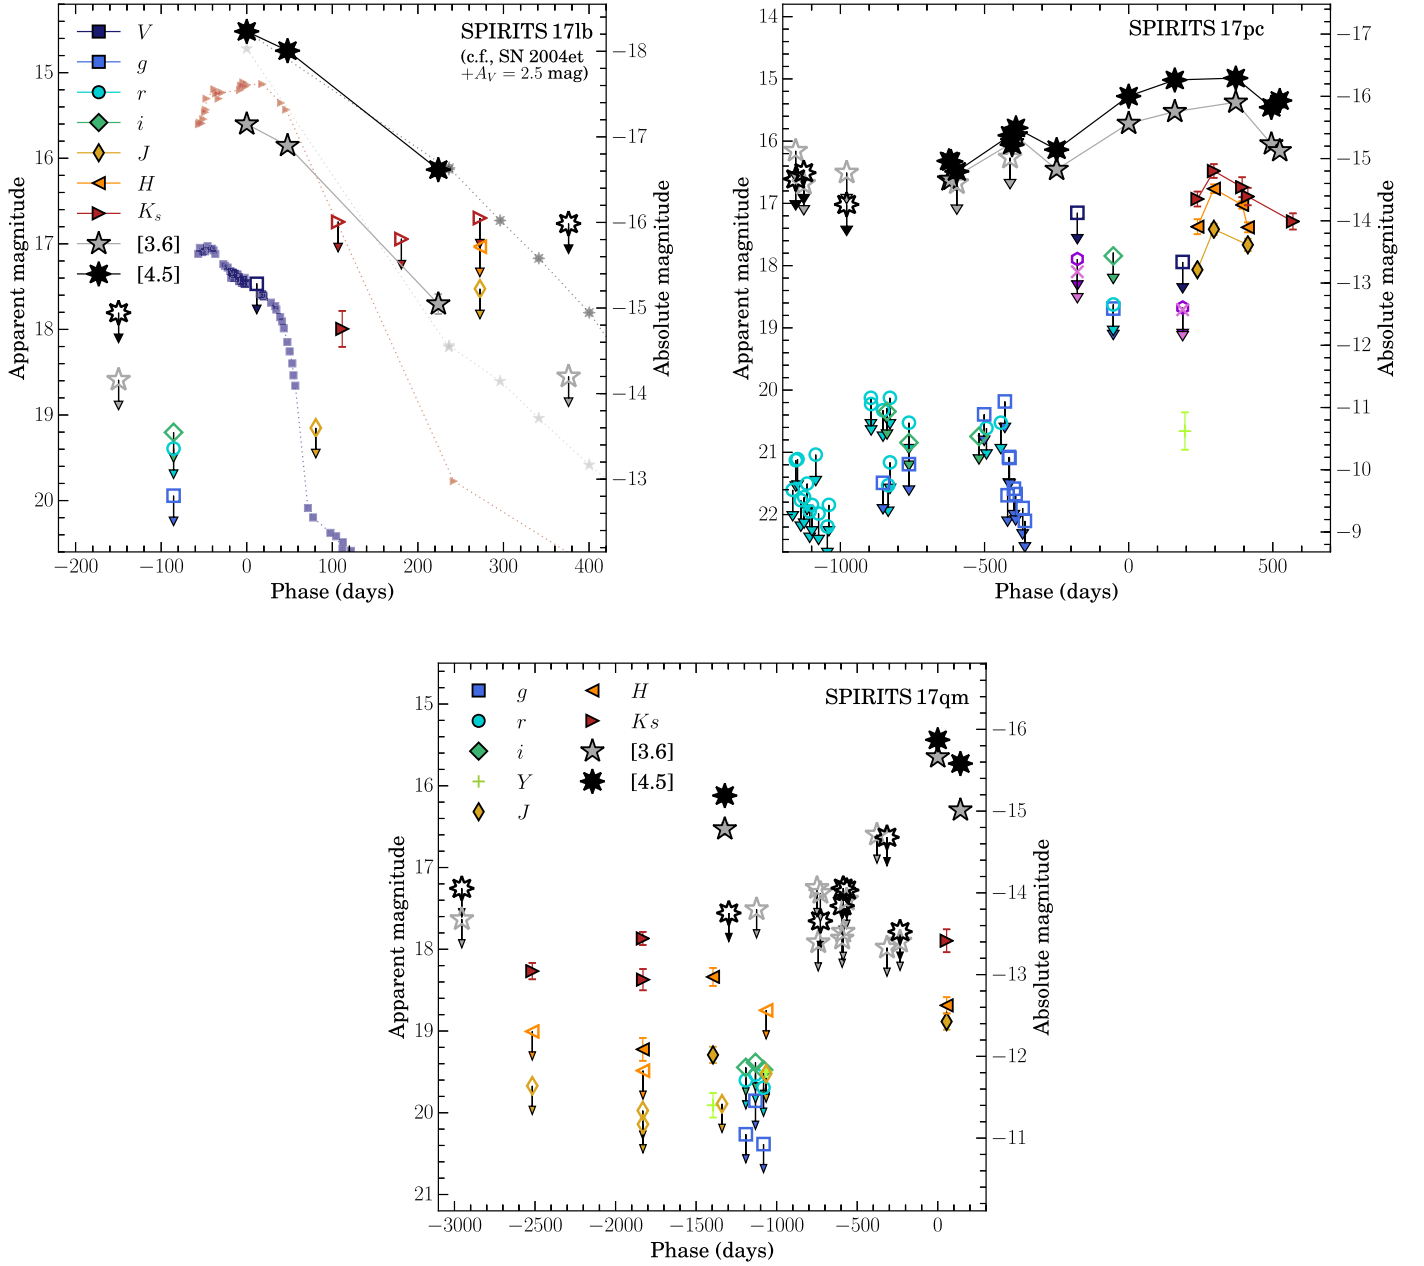 SPIRITS 17lb
(c.f., SN 2004et
+A_V = 2.5 mag)
V
g
r
i
J
H
K_s
[3.6]
[4.5]
Apparent magnitude
15
16
17
18
19
20
Absolute magnitude
−18
−17
−16
−15
−14
−13
−200
−100
0
100
200
300
400
Phase (days)
SPIRITS 17pc
Apparent magnitude
14
15
16
17
18
19
20
21
22
Absolute magnitude
−17
−16
−15
−14
−13
−12
−11
−10
−9
−1000
−500
0
500
Phase (days)
SPIRITS 17qm
g
r
i
Y
J
H
Ks
[3.6]
[4.5]
Apparent magnitude
15
16
17
18
19
20
21
Absolute magnitude
−16
−15
−14
−13
−12
−11
−3000
−2500
−2000
−1500
−1000
−500
0
Phase (days)